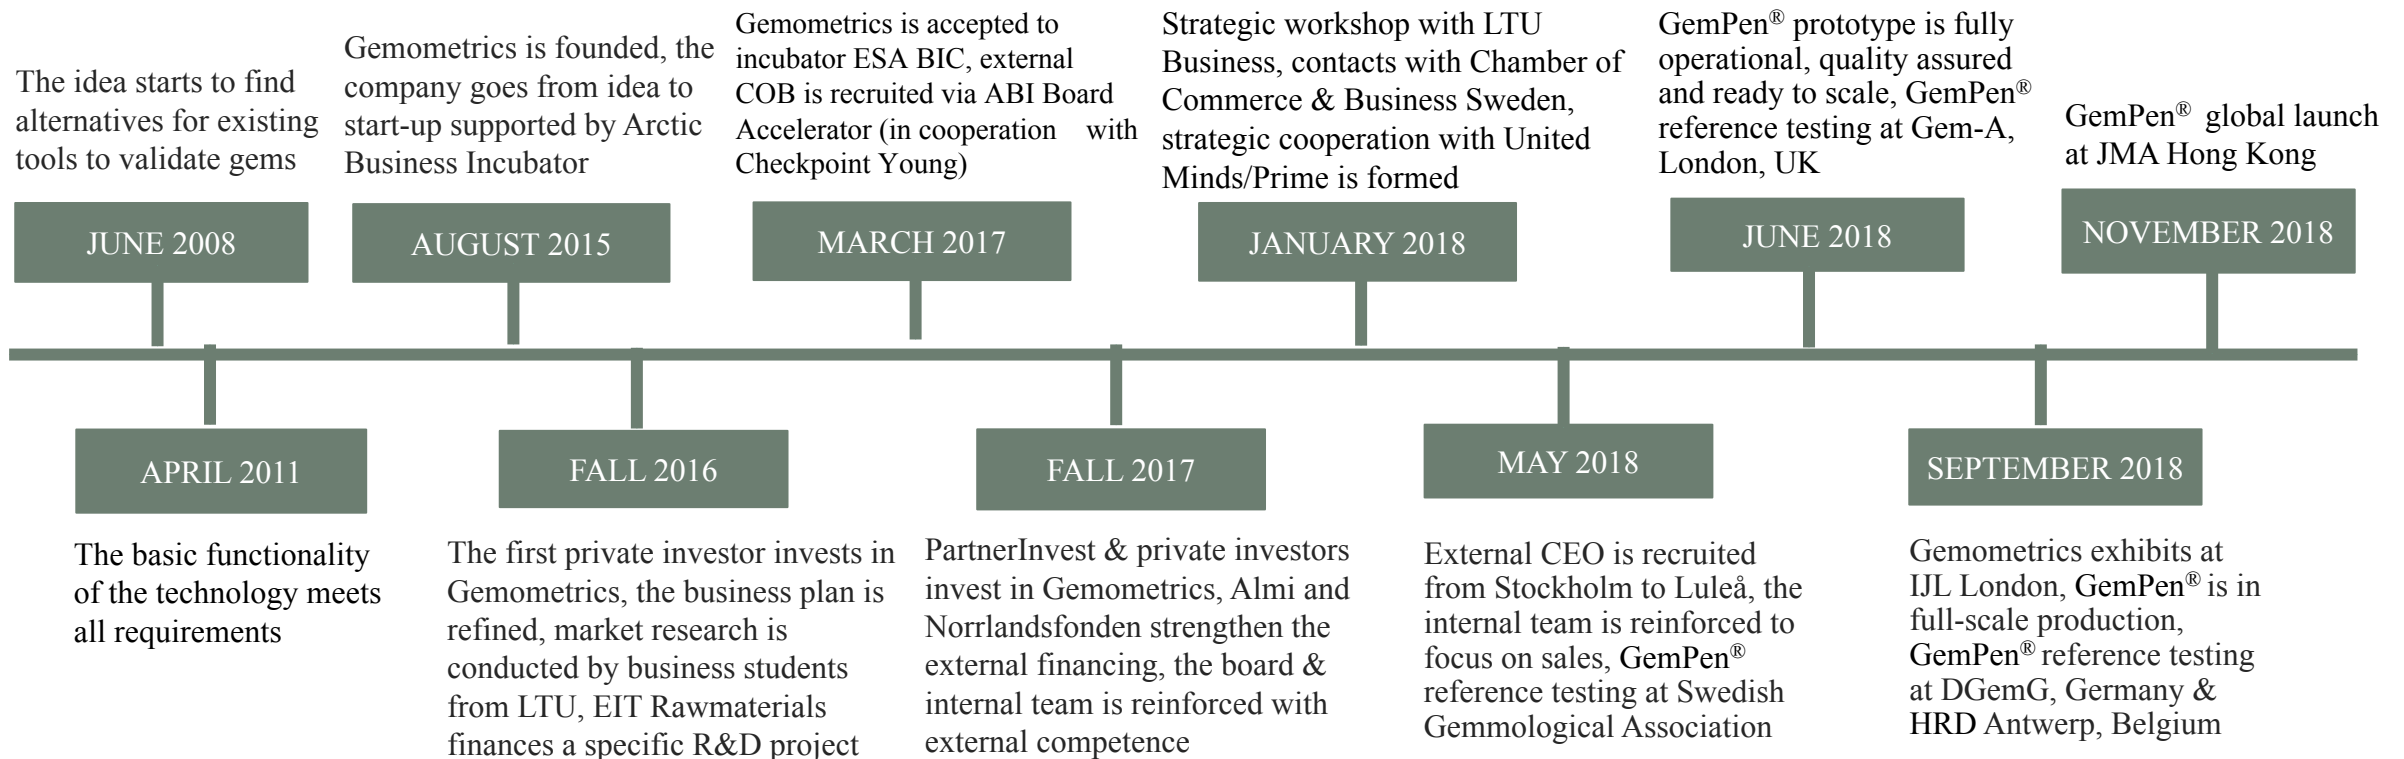 The idea starts to find
alternatives for existing
tools to validate gems
JUNE 2008
The basic functionality
of the technology meets
all requirements
APRIL 2011
Gemometrics is founded, the
company goes from idea to
start-up supported by Arctic
Business Incubator
AUGUST 2015
The first private investor invests in
Gemometrics, the business plan is
refined, market research is
conducted by business students
from LTU, EIT Rawmaterials
finances a specific R&D project
FALL 2016
Gemometrics is accepted to
incubator ESA BIC, external
COB is recruited via ABI Board
Accelerator (in cooperation with
Checkpoint Young)
MARCH 2017
PartnerInvest & private investors
invest in Gemometrics, Almi and
Norrlandsfonden strengthen the
external financing, the board &
internal team is reinforced with
external competence
FALL 2017
Strategic workshop with LTU
Business, contacts with Chamber of
Commerce & Business Sweden,
strategic cooperation with United
Minds/Prime is formed
JANUARY 2018
External CEO is recruited
from Stockholm to Luleå, the
internal team is reinforced to
focus on sales, GemPen®
reference testing at Swedish
Gemmological Association
MAY 2018
GemPen® prototype is fully
operational, quality assured
and ready to scale, GemPen®
reference testing at Gem-A,
London, UK
JUNE 2018
Gemometrics exhibits at
IJL London, GemPen® is in
full-scale production,
GemPen® reference testing
at DGemG, Germany &
HRD Antwerp, Belgium
SEPTEMBER 2018
GemPen® global launch
at JMA Hong Kong
NOVEMBER 2018